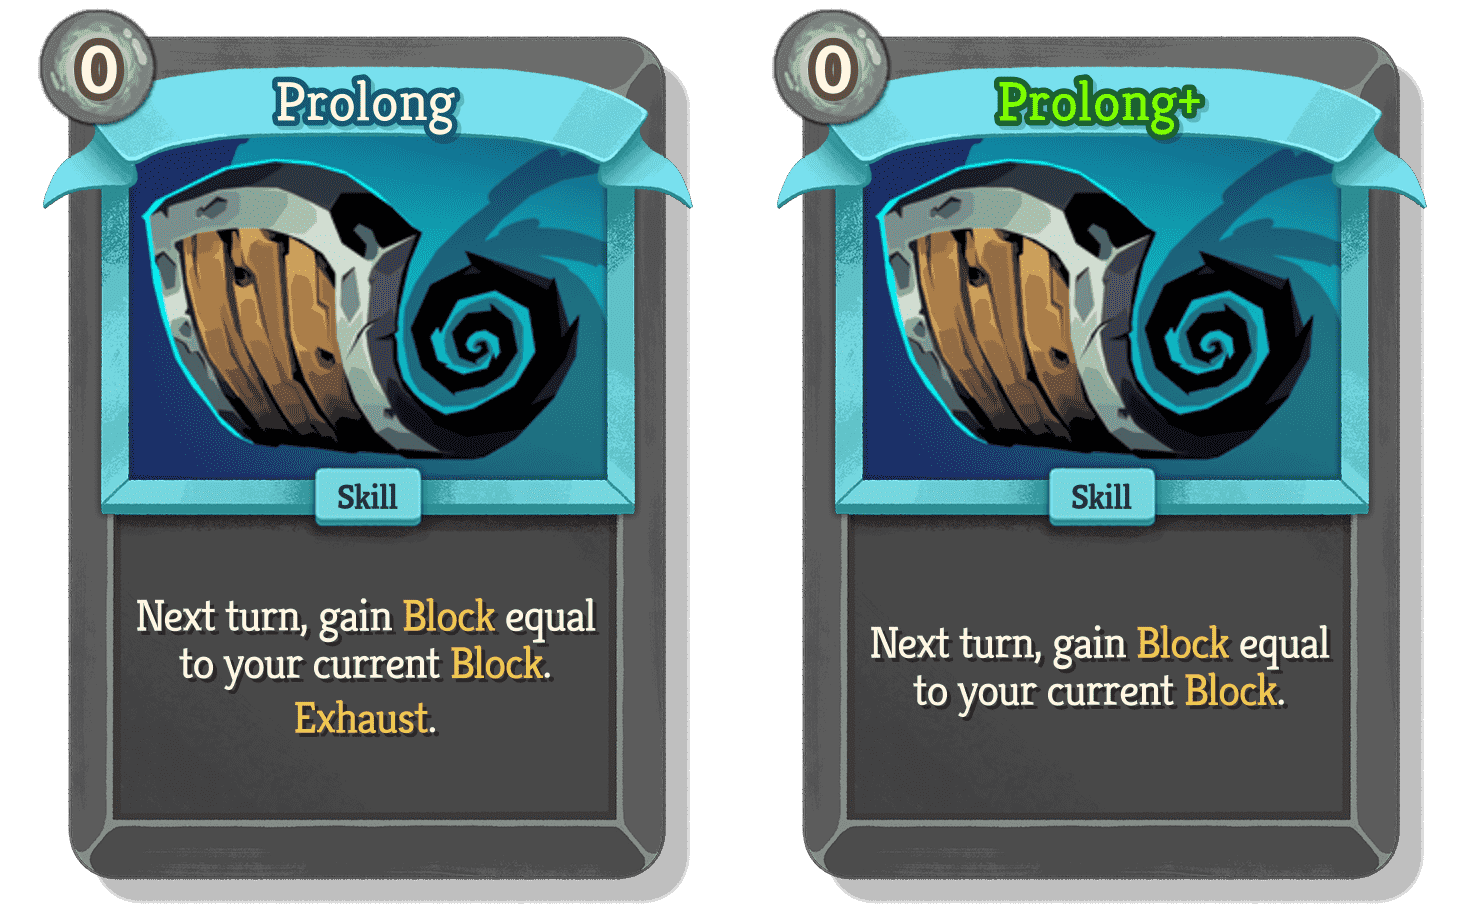 0
Prolong
Skill
Next turn, gain Block equal
to your current Block.
Exhaust.
0
Prolong+
Skill
Next turn, gain Block equal
to your current Block.